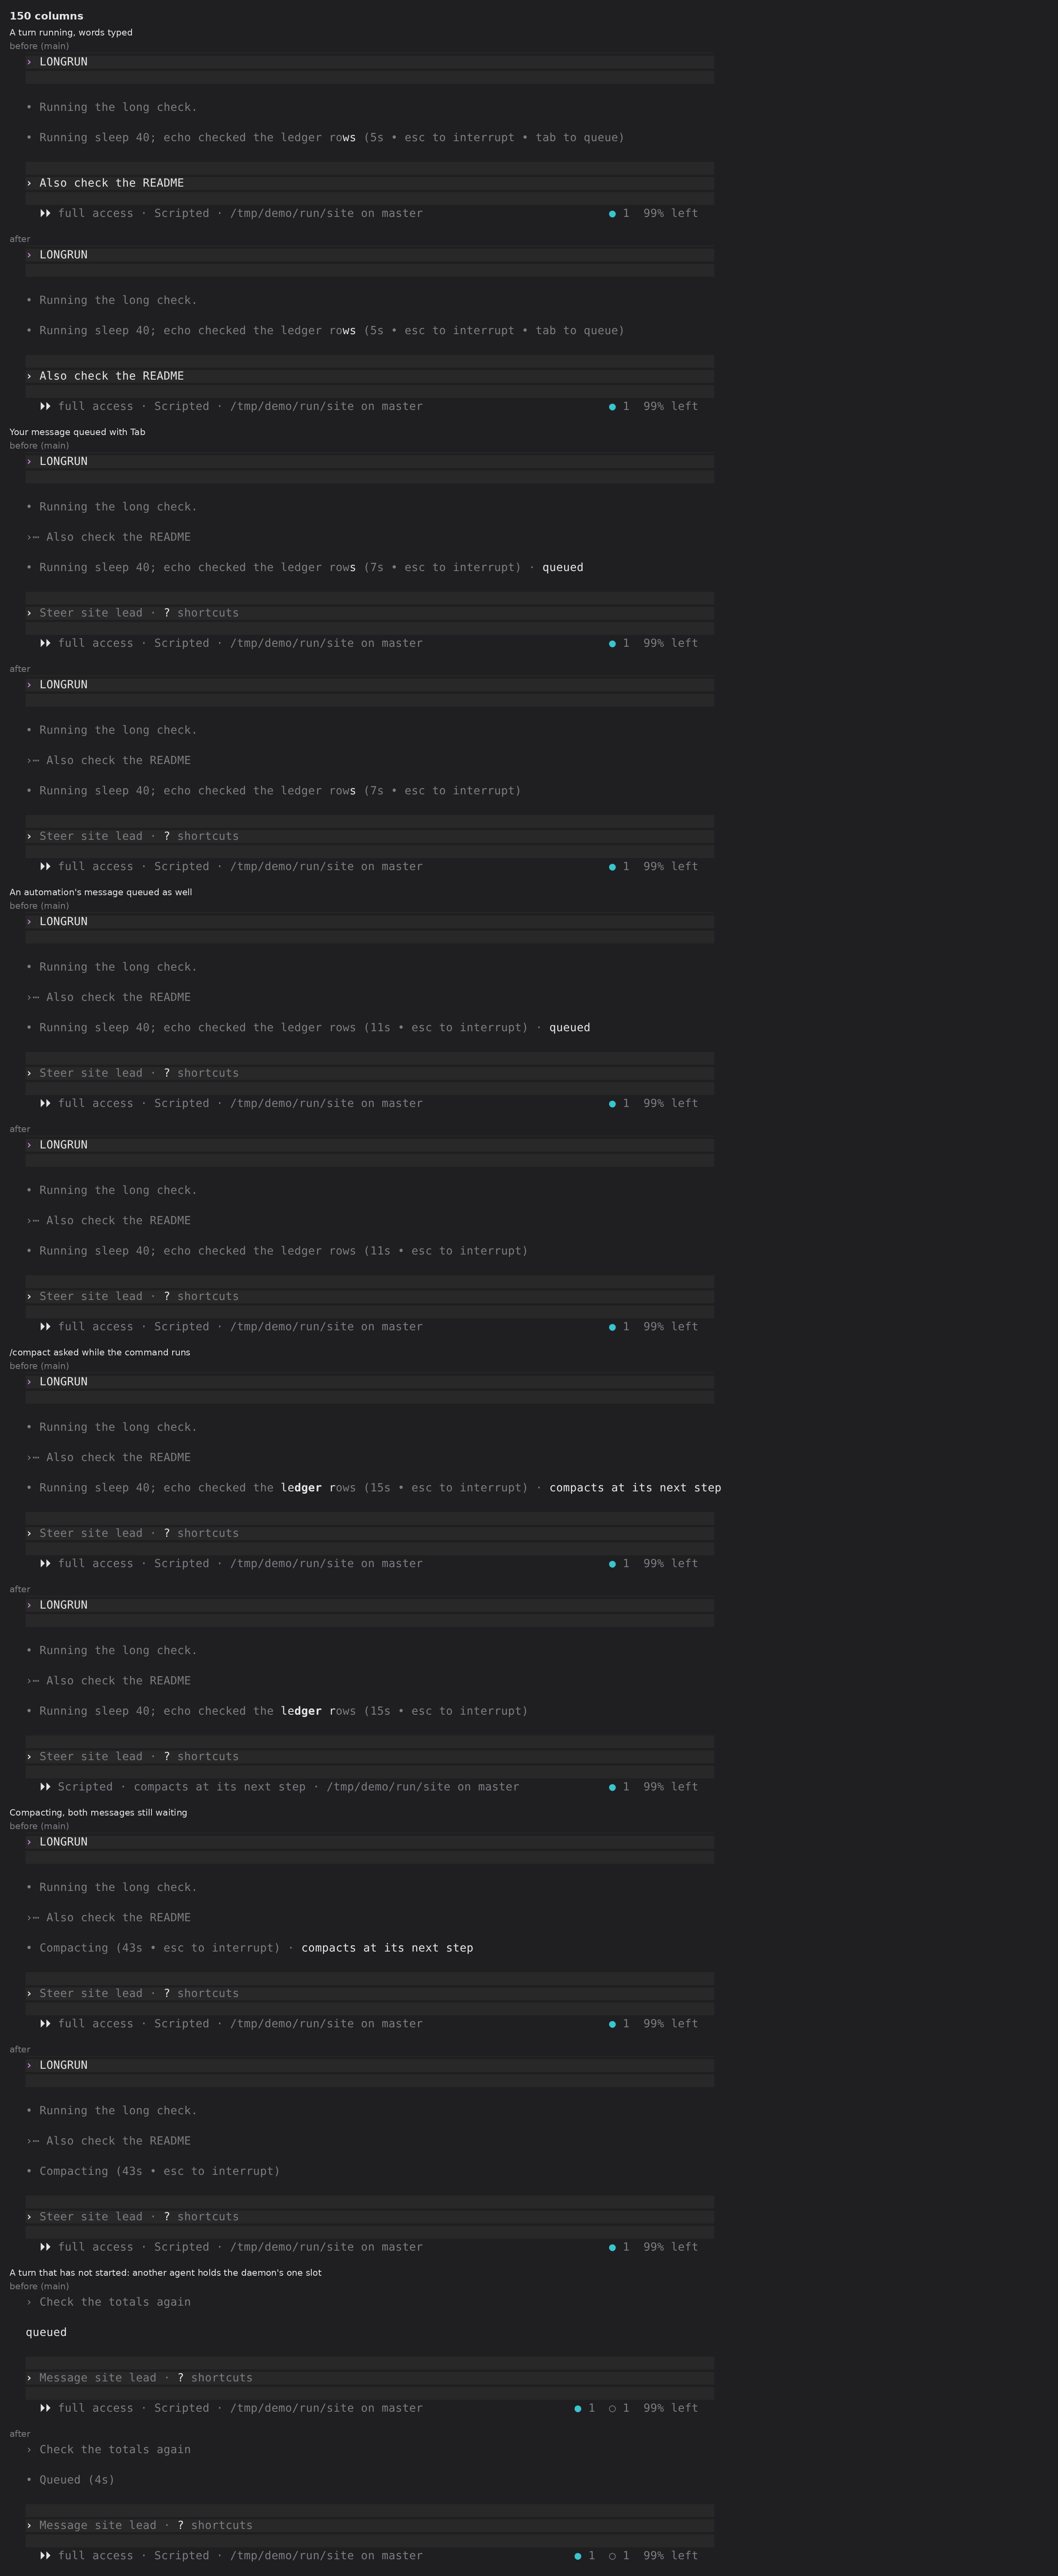 150 columns
A turn running, words typed
before (main)
› LONGRUN
• Running the long check.
• Running sleep 40; echo checked the ledger rows (5s • esc to interrupt • tab to queue)
› Also check the README
⏵⏵ full access · Scripted · /tmp/demo/run/site on master ● 1 99% left
after
› LONGRUN
• Running the long check.
• Running sleep 40; echo checked the ledger rows (5s • esc to interrupt • tab to queue)
› Also check the README
⏵⏵ full access · Scripted · /tmp/demo/run/site on master ● 1 99% left
Your message queued with Tab
before (main)
› LONGRUN
• Running the long check.
›⋯ Also check the README
• Running sleep 40; echo checked the ledger rows (7s • esc to interrupt) · queued
› Steer site lead · ? shortcuts
⏵⏵ full access · Scripted · /tmp/demo/run/site on master ● 1 99% left
after
› LONGRUN
• Running the long check.
›⋯ Also check the README
• Running sleep 40; echo checked the ledger rows (7s • esc to interrupt)
› Steer site lead · ? shortcuts
⏵⏵ full access · Scripted · /tmp/demo/run/site on master ● 1 99% left
An automation's message queued as well
before (main)
› LONGRUN
• Running the long check.
›⋯ Also check the README
• Running sleep 40; echo checked the ledger rows (11s • esc to interrupt) · queued
› Steer site lead · ? shortcuts
⏵⏵ full access · Scripted · /tmp/demo/run/site on master ● 1 99% left
after
› LONGRUN
• Running the long check.
›⋯ Also check the README
• Running sleep 40; echo checked the ledger rows (11s • esc to interrupt)
› Steer site lead · ? shortcuts
⏵⏵ full access · Scripted · /tmp/demo/run/site on master ● 1 99% left
/compact asked while the command runs
before (main)
› LONGRUN
• Running the long check.
›⋯ Also check the README
• Running sleep 40; echo checked the ledger rows (15s • esc to interrupt) · compacts at its next step
› Steer site lead · ? shortcuts
⏵⏵ full access · Scripted · /tmp/demo/run/site on master ● 1 99% left
after
› LONGRUN
• Running the long check.
›⋯ Also check the README
• Running sleep 40; echo checked the ledger rows (15s • esc to interrupt)
› Steer site lead · ? shortcuts
⏵⏵ Scripted · compacts at its next step · /tmp/demo/run/site on master ● 1 99% left
Compacting, both messages still waiting
before (main)
› LONGRUN
• Running the long check.
›⋯ Also check the README
• Compacting (43s • esc to interrupt) · compacts at its next step
› Steer site lead · ? shortcuts
⏵⏵ full access · Scripted · /tmp/demo/run/site on master ● 1 99% left
after
› LONGRUN
• Running the long check.
›⋯ Also check the README
• Compacting (43s • esc to interrupt)
› Steer site lead · ? shortcuts
⏵⏵ full access · Scripted · /tmp/demo/run/site on master ● 1 99% left
A turn that has not started: another agent holds the daemon's one slot
before (main)
› Check the totals again
queued
› Message site lead · ? shortcuts
⏵⏵ full access · Scripted · /tmp/demo/run/site on master ● 1 ○ 1 99% left
after
› Check the totals again
• Queued (4s)
› Message site lead · ? shortcuts
⏵⏵ full access · Scripted · /tmp/demo/run/site on master ● 1 ○ 1 99% left